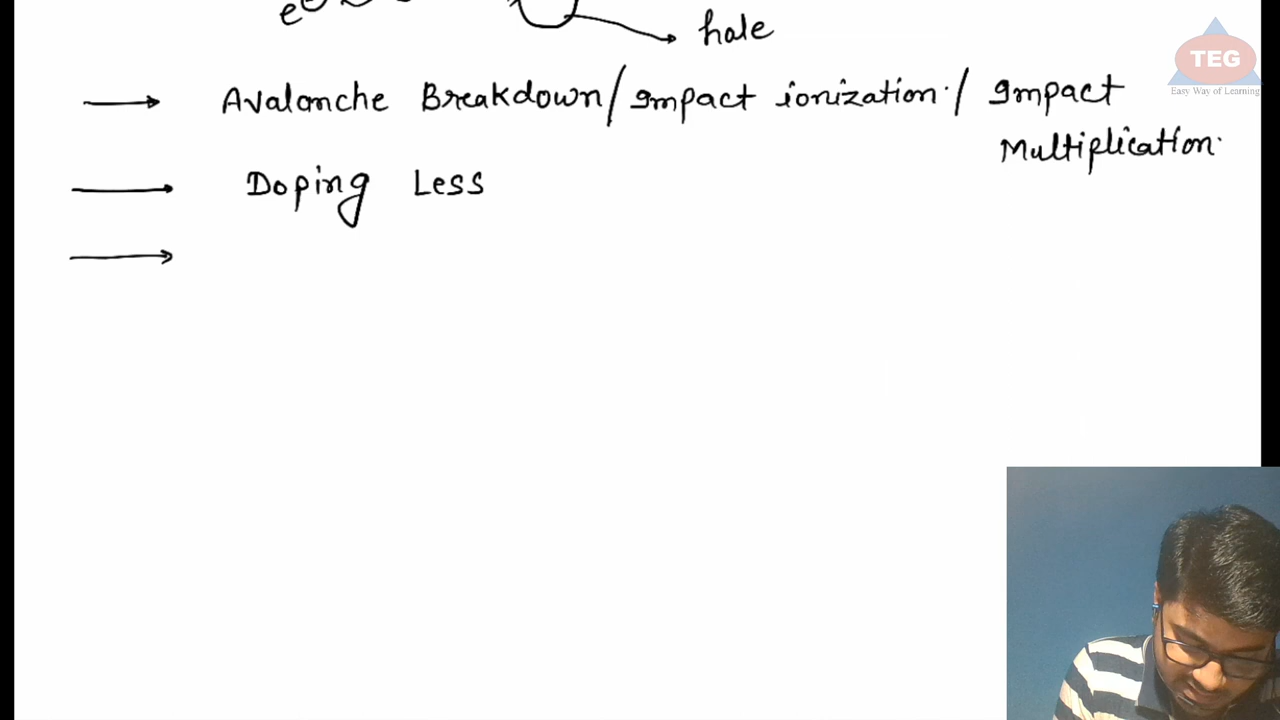 e⊖
hole
TEG
Easy Way of Learning
→ Avalanche Breakdown/Impact ionization./ Impact
Multiplication.
→ Doping Less
→